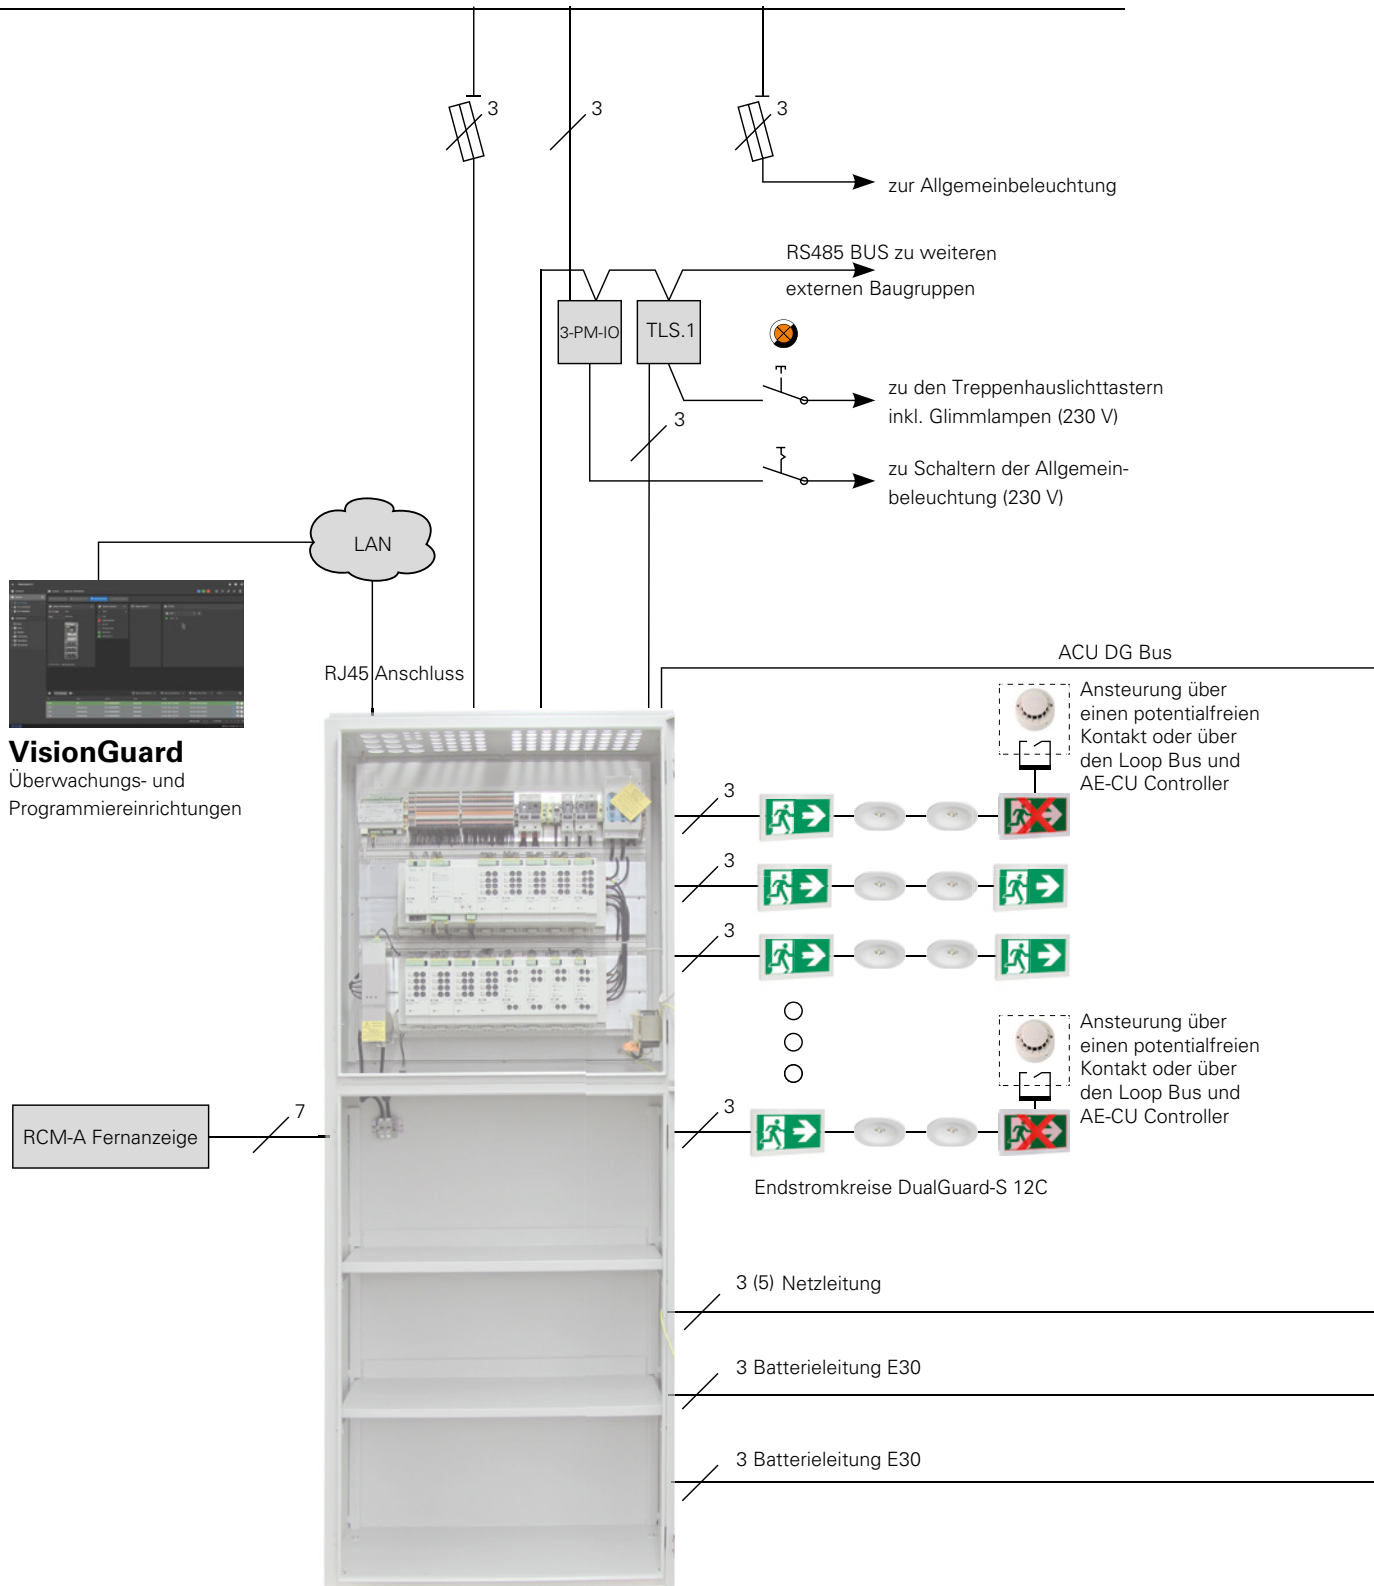 3
3
3
zur Allgemeinbeleuchtung
RS485 BUS zu weiteren
externen Baugruppen
3-PM-IO
TLS.1
zu den Treppenhauslichttastern
inkl. Glimmlampen (230 V)
3
zu Schaltern der Allgemein-
beleuchtung (230 V)
LAN
RJ45 Anschluss
ACU DG Bus
VisionGuard
Überwachungs- und
Programmiereinrichtungen
Ansteurung über
einen potentialfreien
Kontakt oder über
den Loop Bus und
AE-CU Controller
3
3
3
Ansteurung über
einen potentialfreien
Kontakt oder über
den Loop Bus und
AE-CU Controller
3
RCM-A Fernanzeige
7
Endstromkreise DualGuard-S 12C
3 (5) Netzleitung
3 Batterieleitung E30
3 Batterieleitung E30